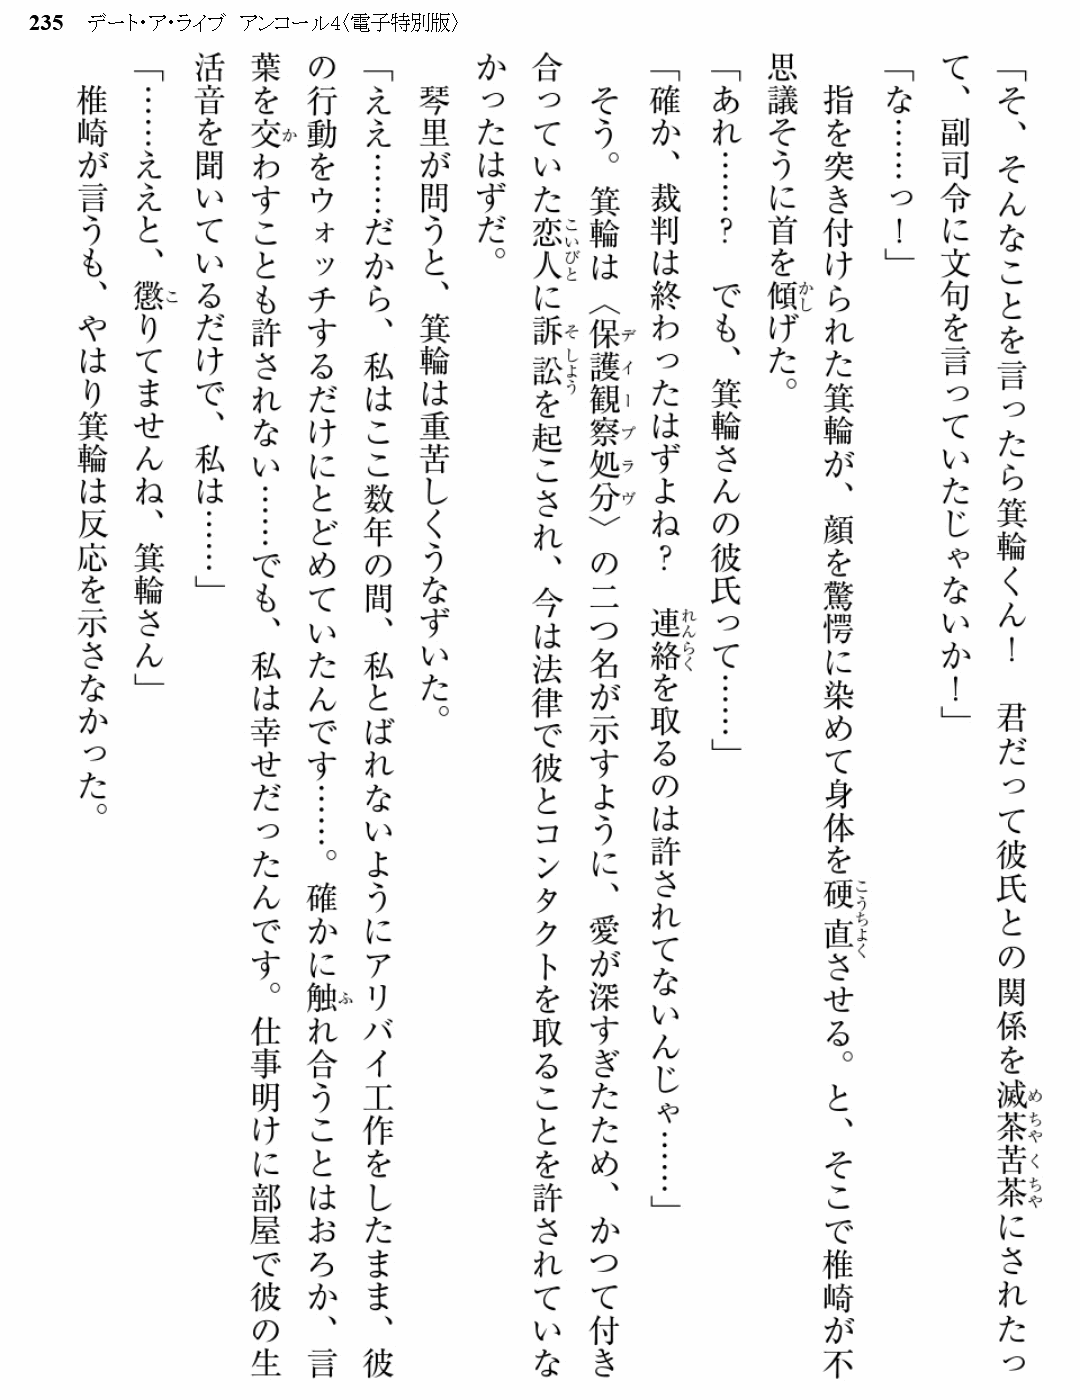 235 デート・ア・ライブ アンコール4〈電子特別版〉
「そ、そんなことを言ったら箕輪くん！　君だって彼氏との関係を滅茶苦茶にされたっ
て、副司令に文句を言っていたじゃないか！」
「な……っ！」
　指を突き付けられた箕輪が、顔を驚愕に染めて身体を硬直させる。と、そこで椎崎が不
思議そうに首を傾げた。
「あれ……？　でも、箕輪さんの彼氏って……」
「確か、裁判は終わったはずよね？　連絡を取るのは許されてないんじゃ……」
　そう。箕輪は〈保護観察処分〉の二つ名が示すように、愛が深すぎたため、かつて付き
合っていた恋人に訴訟を起こされ、今は法律で彼とコンタクトを取ることを許されていな
かったはずだ。
　琴里が問うと、箕輪は重苦しくうなずいた。
「ええ……だから、私はここ数年の間、私とばれないようにアリバイ工作をしたまま、彼
の行動をウォッチするだけにとどめていたんです……。確かに触れ合うことはおろか、言
葉を交わすことも許されない……でも、私は幸せだったんです。仕事明けに部屋で彼の生
活音を聞いているだけで、私は……」
「……ええと、懲りてませんね、箕輪さん」
　椎崎が言うも、やはり箕輪は反応を示さなかった。